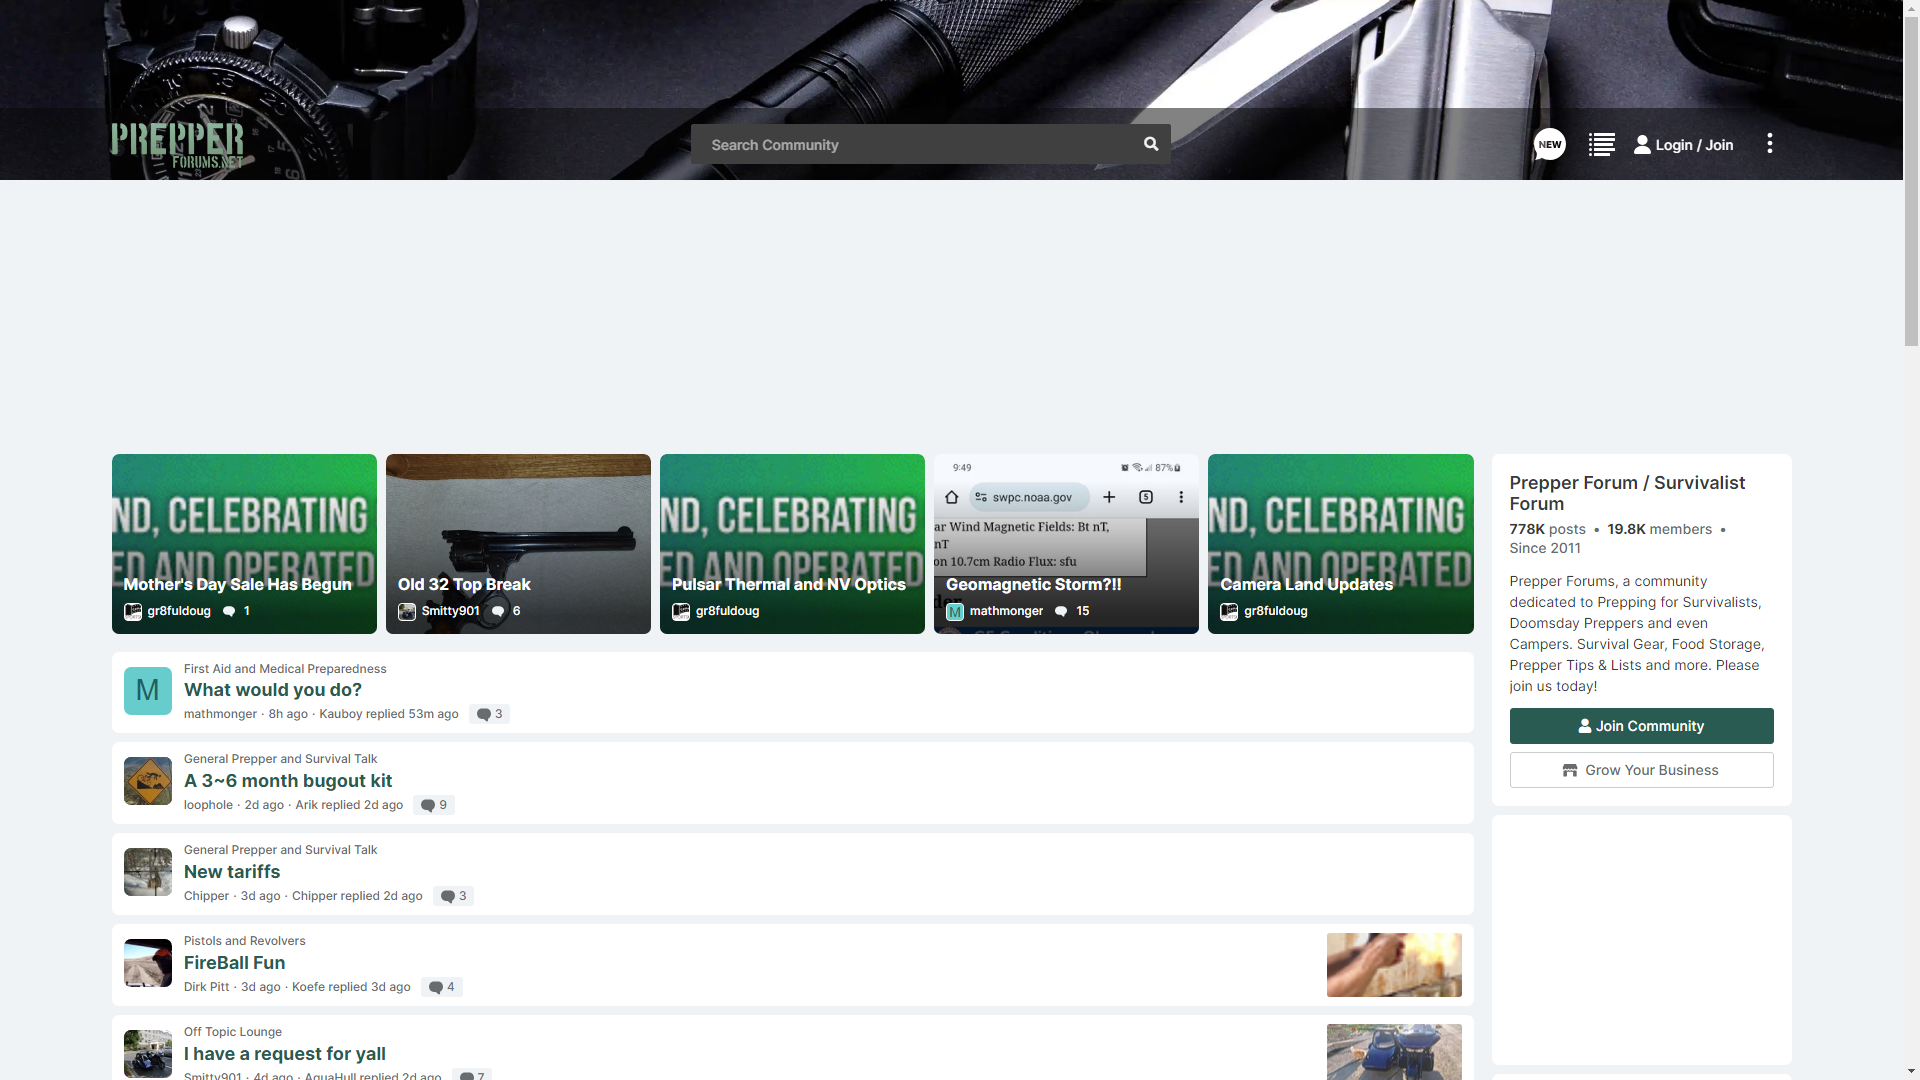 PREPPER
FORUMS.NET
Search Community
NEW
Login / Join
ND, CELEBRATING
ED AND OPERATED
Mother's Day Sale Has Begun
gr8fuldoug 1
Old 32 Top Break
Smitty901 6
ND, CELEBRATING
ED AND OPERATED
Pulsar Thermal and NV Optics
gr8fuldoug
9:49 87%
swpc.noaa.gov 5
ar Wind Magnetic Fields: Bt nT,
nT
on 10.7cm Radio Flux: sfu
Geomagnetic Storm?!!
M mathmonger 15
ND, CELEBRATING
ED AND OPERATED
Camera Land Updates
gr8fuldoug
Prepper Forum / Survivalist
Forum
778K posts • 19.8K members •
Since 2011
Prepper Forums, a community
dedicated to Prepping for Survivalists,
Doomsday Preppers and even
Campers. Survival Gear, Food Storage,
Prepper Tips & Lists and more. Please
join us today!
Join Community
Grow Your Business
M
First Aid and Medical Preparedness
What would you do?
mathmonger · 8h ago · Kauboy replied 53m ago 3
General Prepper and Survival Talk
A 3~6 month bugout kit
loophole · 2d ago · Arik replied 2d ago 9
General Prepper and Survival Talk
New tariffs
Chipper · 3d ago · Chipper replied 2d ago 3
Pistols and Revolvers
FireBall Fun
Dirk Pitt · 3d ago · Koefe replied 3d ago 4
Off Topic Lounge
I have a request for yall
Smitty901 · 4d ago · AquaHull replied 2d ago 7